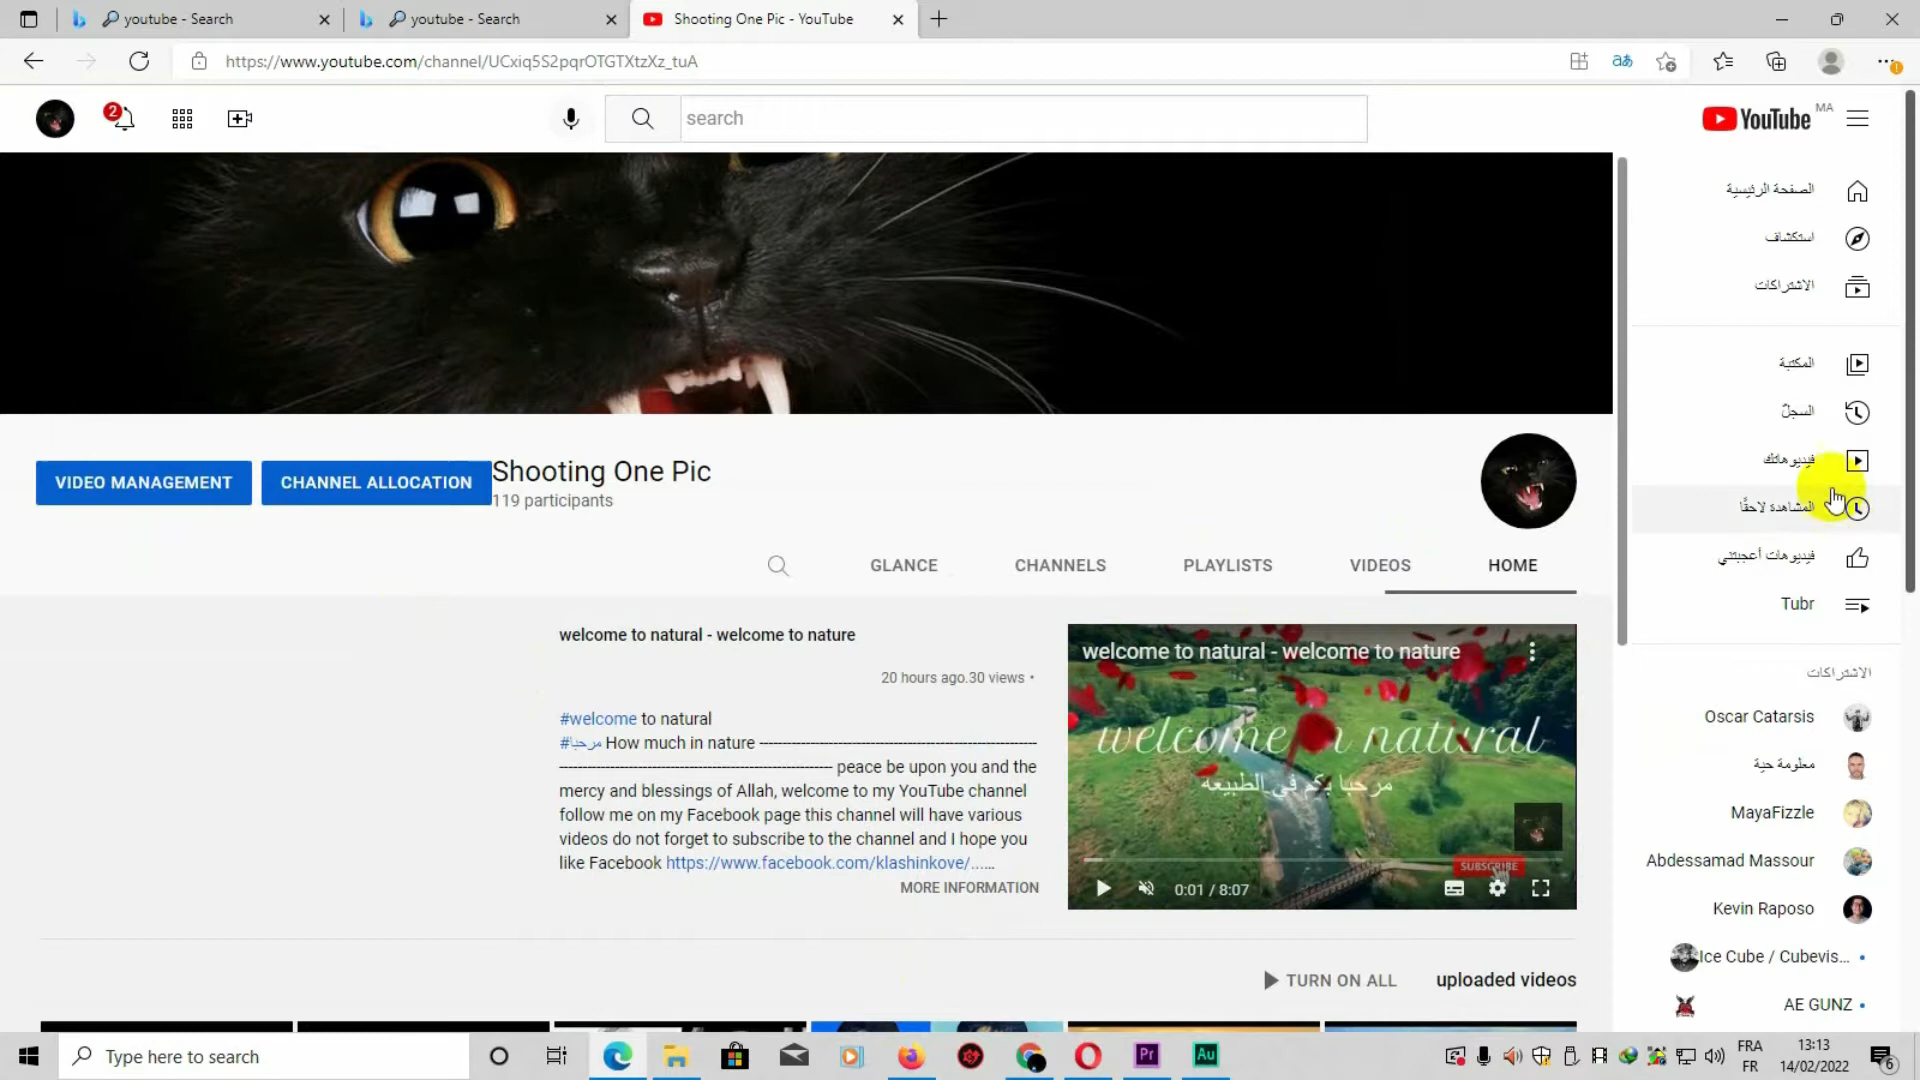 youtube - Search
youtube - Search
Shooting One Pic - YouTube
https://www.youtube.com/channel/UCxiq5S2pqrOTGTXtzXz_tuA
aあ
2
search
YouTube MA
الصفحة الرئيسية
استكشاف
الاشتراكات
المكتبة
السجلّ
فيديوهاتك
المشاهدة لاحقًا
فيديوهات أعجبتني
Tubr
الاشتراكات
Oscar Catarsis
معلومة حية
MayaFizzle
Abdessamad Massour
Kevin Raposo
Ice Cube / Cubevis...
AE GUNZ
VIDEO MANAGEMENT
CHANNEL ALLOCATION
Shooting One Pic
119 participants
GLANCE
CHANNELS
PLAYLISTS
VIDEOS
HOME
welcome to natural - welcome to nature
20 hours ago.30 views •
#welcome to natural
#مرحبا How much in nature -----------------------------------------------------
---------------------------------------------------- peace be upon you and the
mercy and blessings of Allah, welcome to my YouTube channel
follow me on my Facebook page this channel will have various
videos do not forget to subscribe to the channel and I hope you
like Facebook https://www.facebook.com/klashinkove/......
MORE INFORMATION
welcome to natural - welcome to nature
welcome to natural
مرحبا بكم في الطبيعه
SUBSCRIBE
0:01 / 8:07
TURN ON ALL
uploaded videos
Type here to search
Pr
Au
FRA
FR
13:13
14/02/2022
6